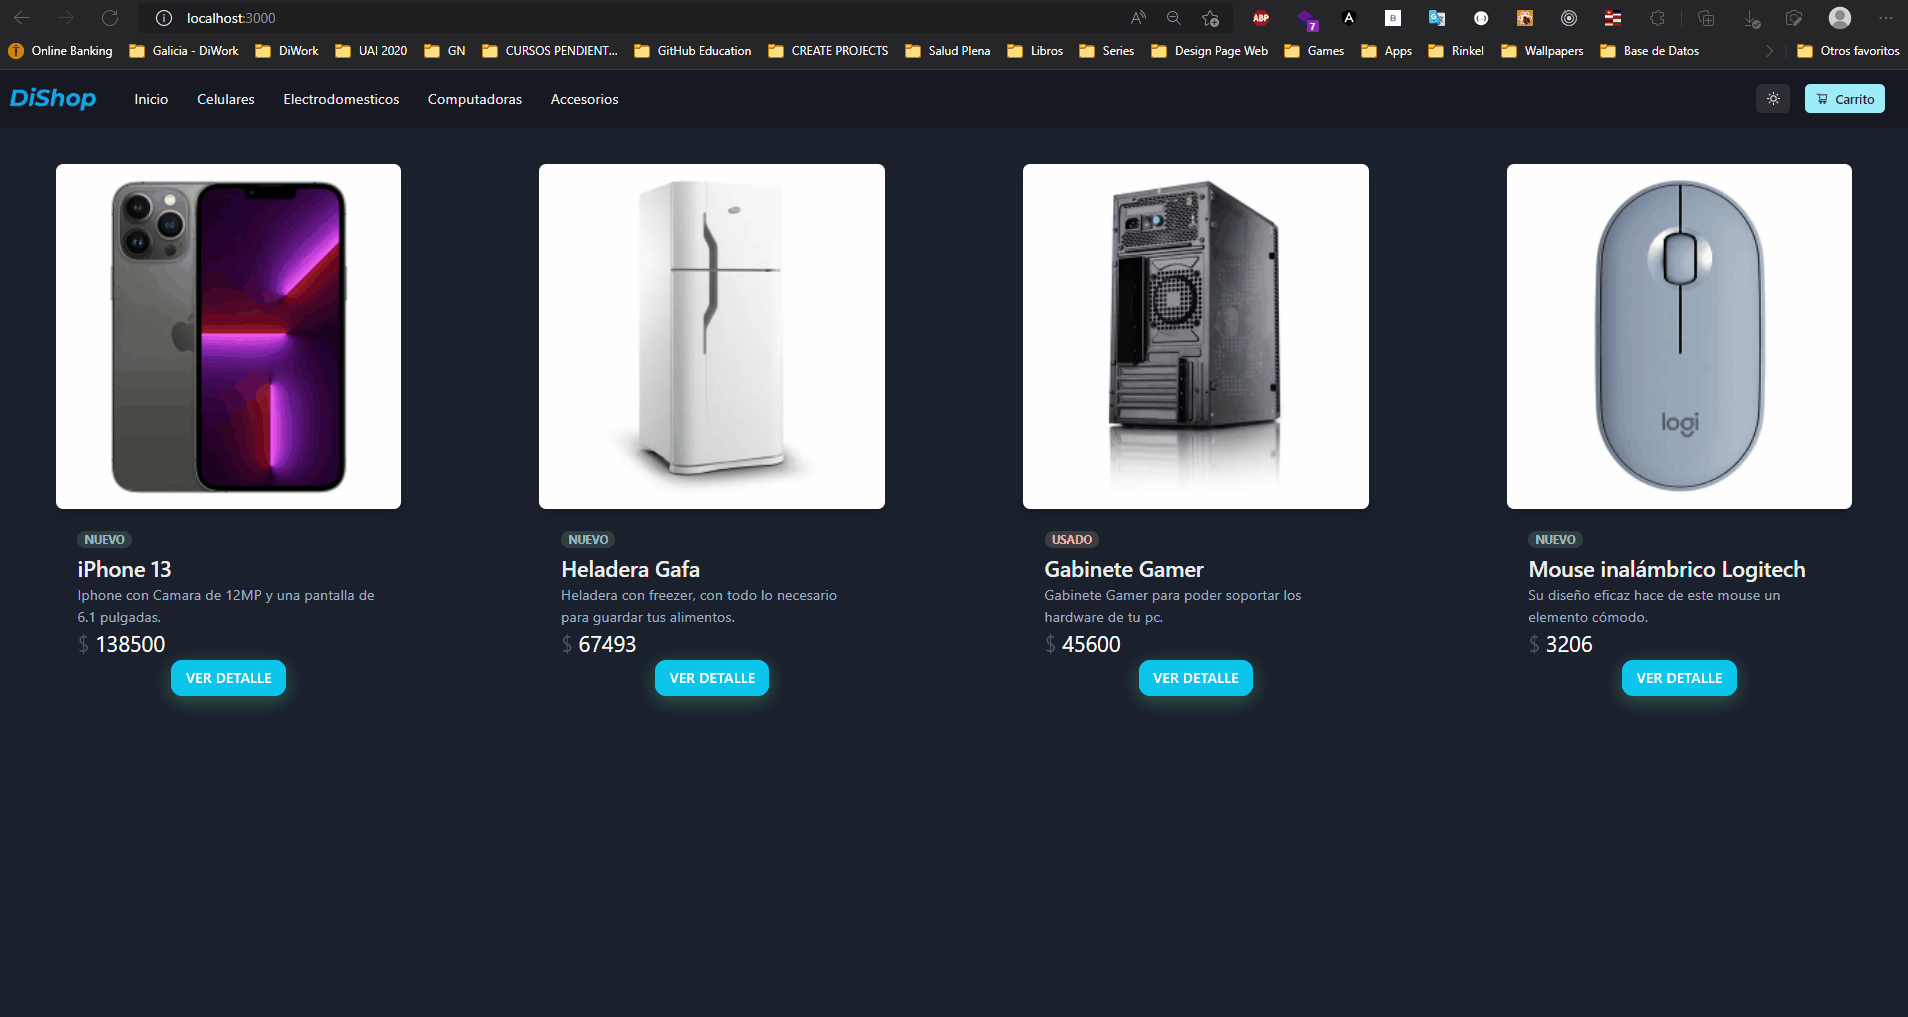 localhost:3000
ABP
7
A
B
Online Banking
Galicia - DiWork
DiWork
UAI 2020
GN
CURSOS PENDIENT...
GitHub Education
CREATE PROJECTS
Salud Plena
Libros
Series
Design Page Web
Games
Apps
Rinkel
Wallpapers
Base de Datos
Otros favoritos
DiShop
Inicio
Celulares
Electrodomesticos
Computadoras
Accesorios
Carrito
logi
NUEVO
iPhone 13
Iphone con Camara de 12MP y una pantalla de
6.1 pulgadas.
$ 138500
VER DETALLE
NUEVO
Heladera Gafa
Heladera con freezer, con todo lo necesario
para guardar tus alimentos.
$ 67493
VER DETALLE
USADO
Gabinete Gamer
Gabinete Gamer para poder soportar los
hardware de tu pc.
$ 45600
VER DETALLE
NUEVO
Mouse inalámbrico Logitech
Su diseño eficaz hace de este mouse un
elemento cómodo.
$ 3206
VER DETALLE